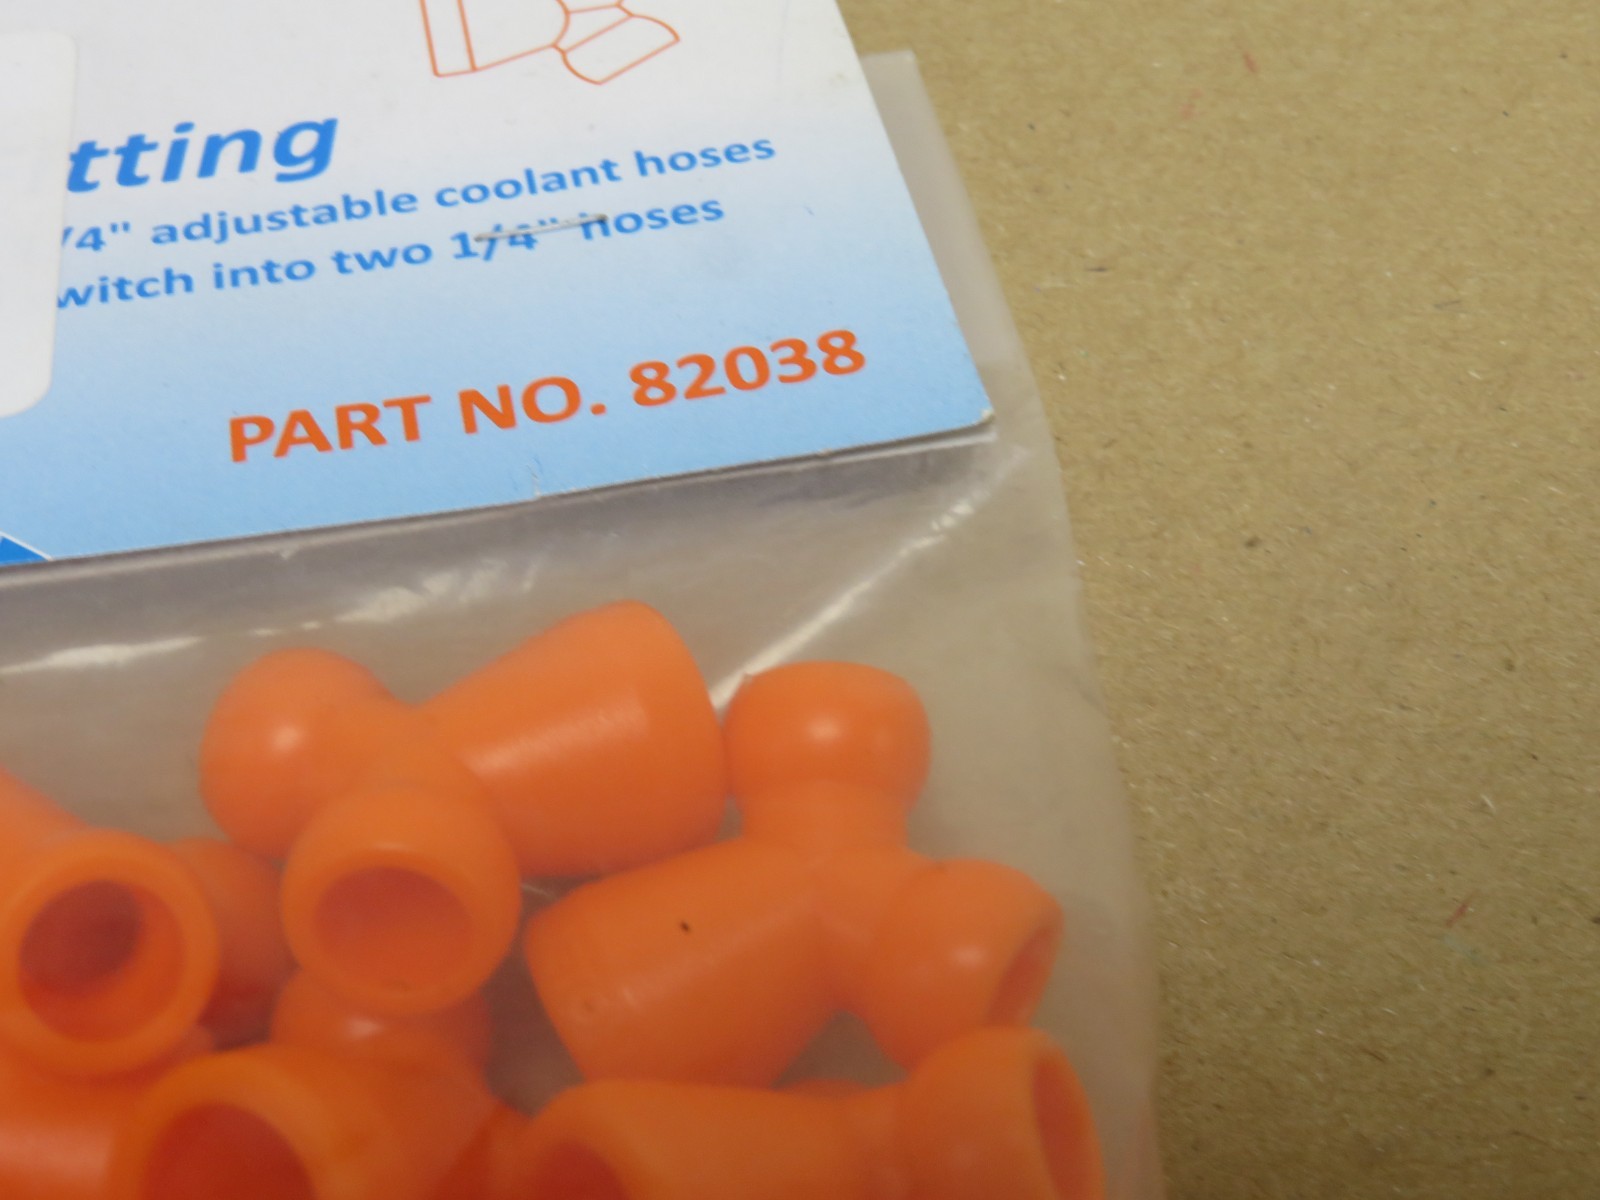 tting
/4" adjustable coolant hoses
witch into two 1/4" hoses
PART NO. 82038